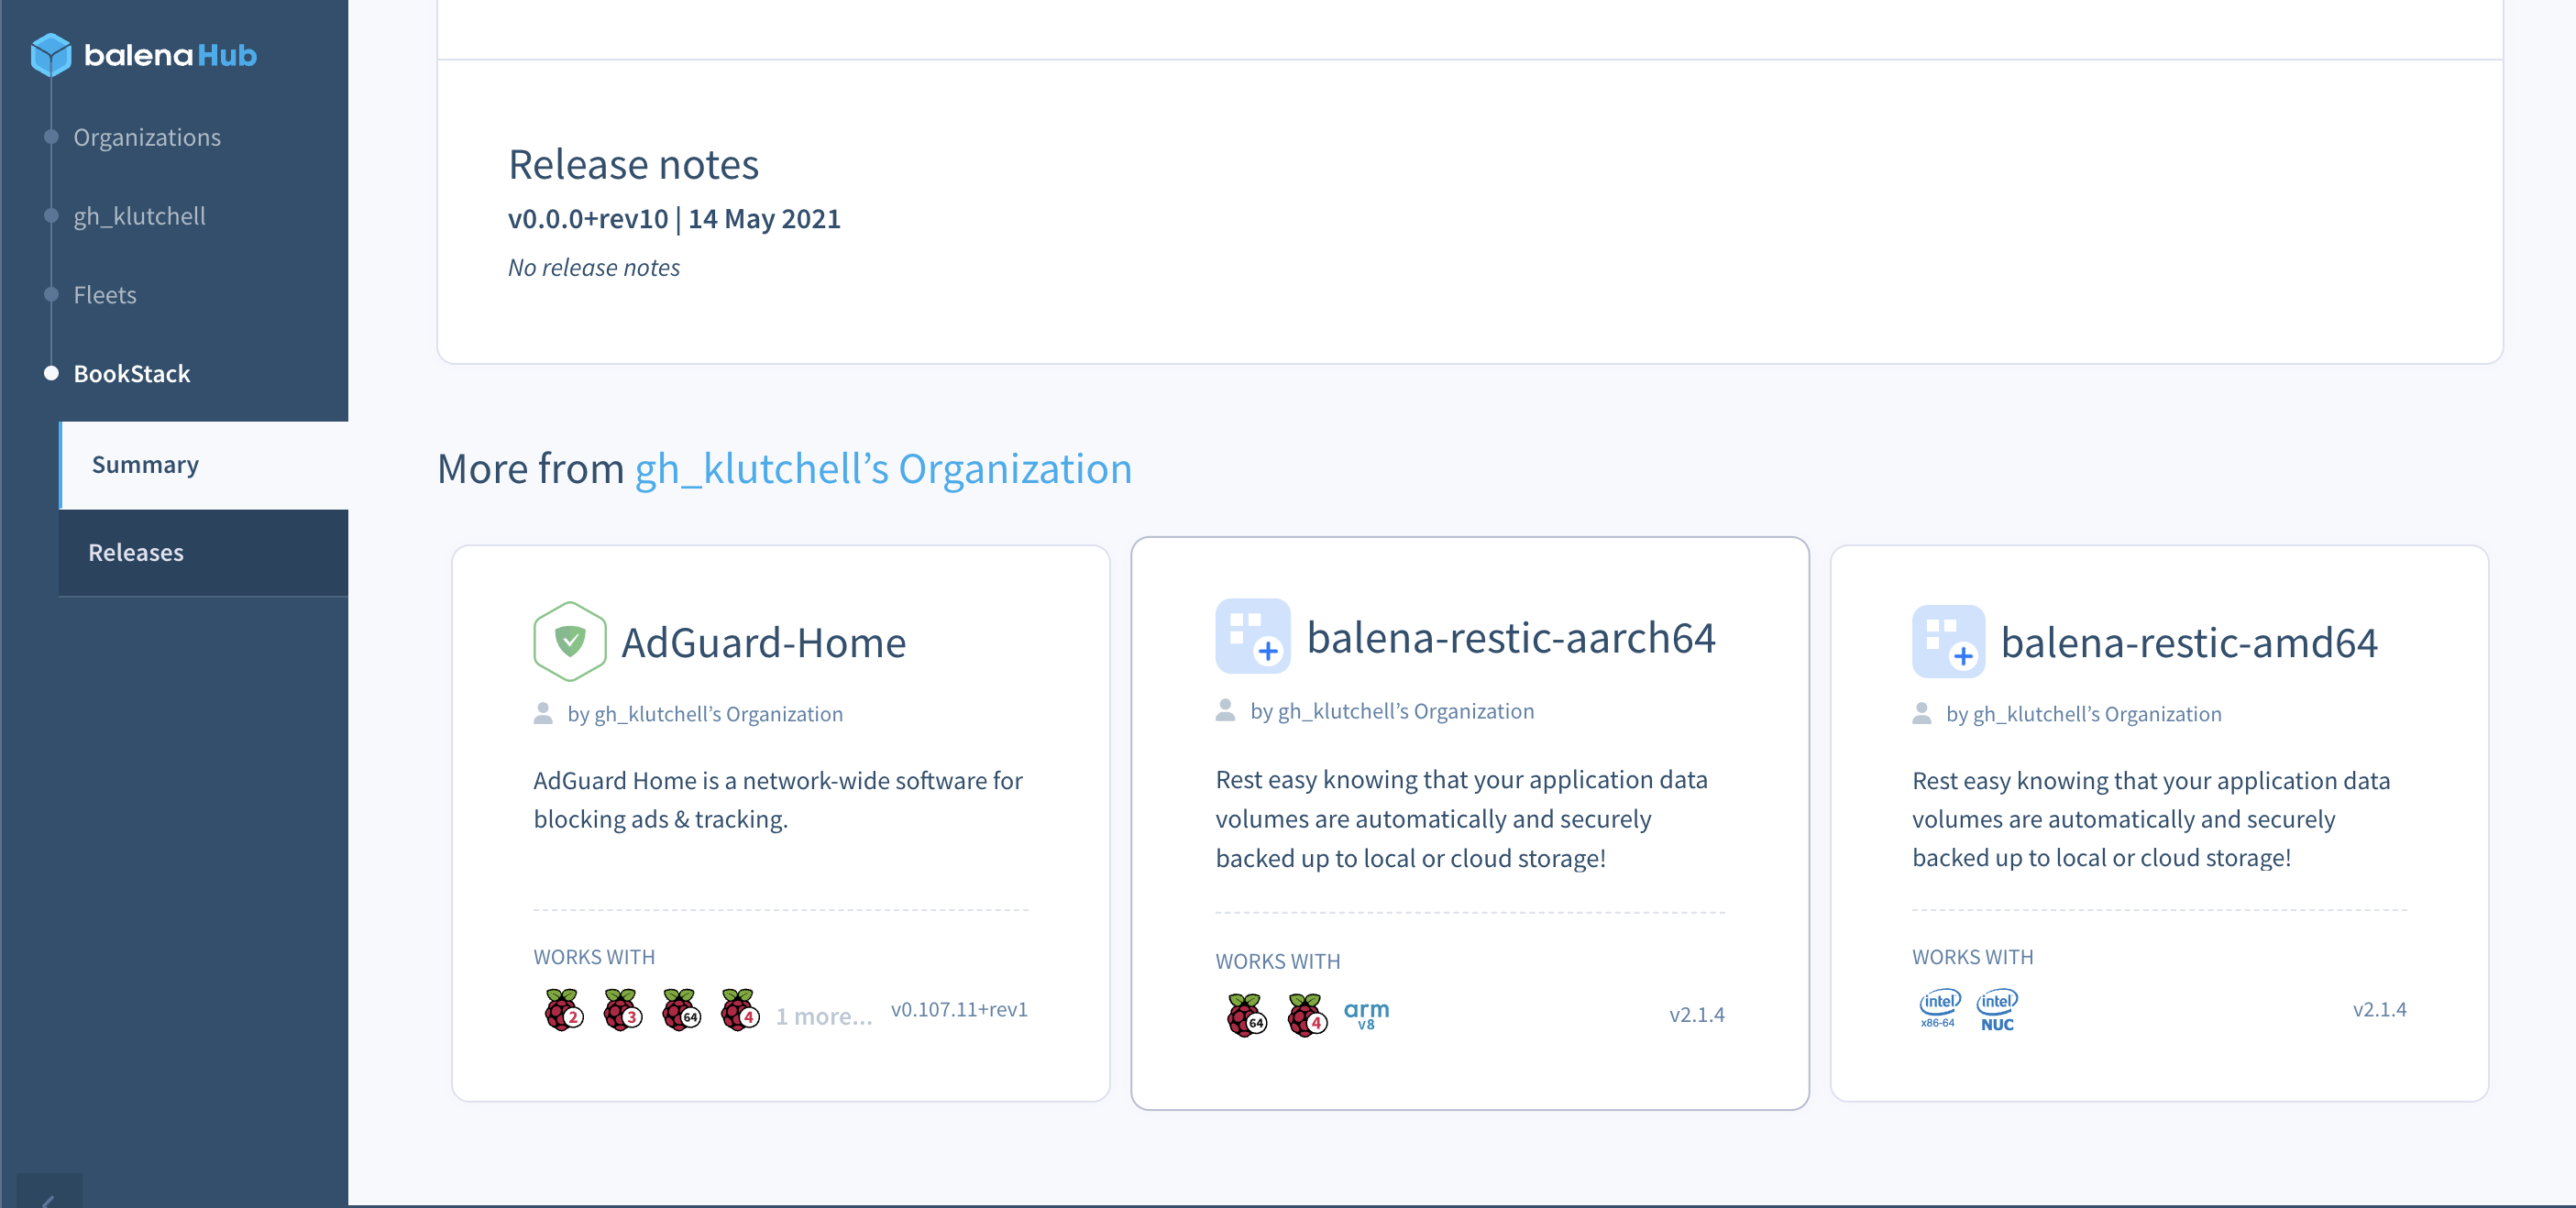 balenaHub
Organizations
gh_klutchell
Fleets
BookStack
Summary
Releases
Release notes
v0.0.0+rev10 | 14 May 2021
No release notes
More from gh_klutchell’s Organization
AdGuard-Home
by gh_klutchell’s Organization
AdGuard Home is a network-wide software for
blocking ads & tracking.
WORKS WITH
2 3 64 4 1 more... v0.107.11+rev1
balena-restic-aarch64
by gh_klutchell’s Organization
Rest easy knowing that your application data
volumes are automatically and securely
backed up to local or cloud storage!
WORKS WITH
64 4 arm v8 v2.1.4
balena-restic-amd64
by gh_klutchell’s Organization
Rest easy knowing that your application data
volumes are automatically and securely
backed up to local or cloud storage!
WORKS WITH
intel x86-64 intel NUC v2.1.4